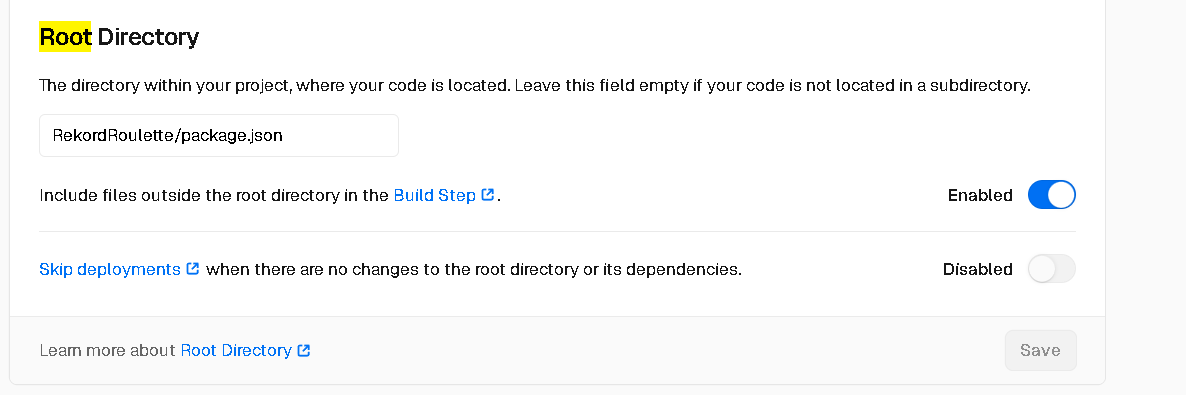 Root Directory
The directory within your project, where your code is located. Leave this field empty if your code is not located in a subdirectory.
RekordRoulette/package.json
Include files outside the root directory in the Build Step.
Enabled
Skip deployments when there are no changes to the root directory or its dependencies.
Disabled
Learn more about Root Directory
Save